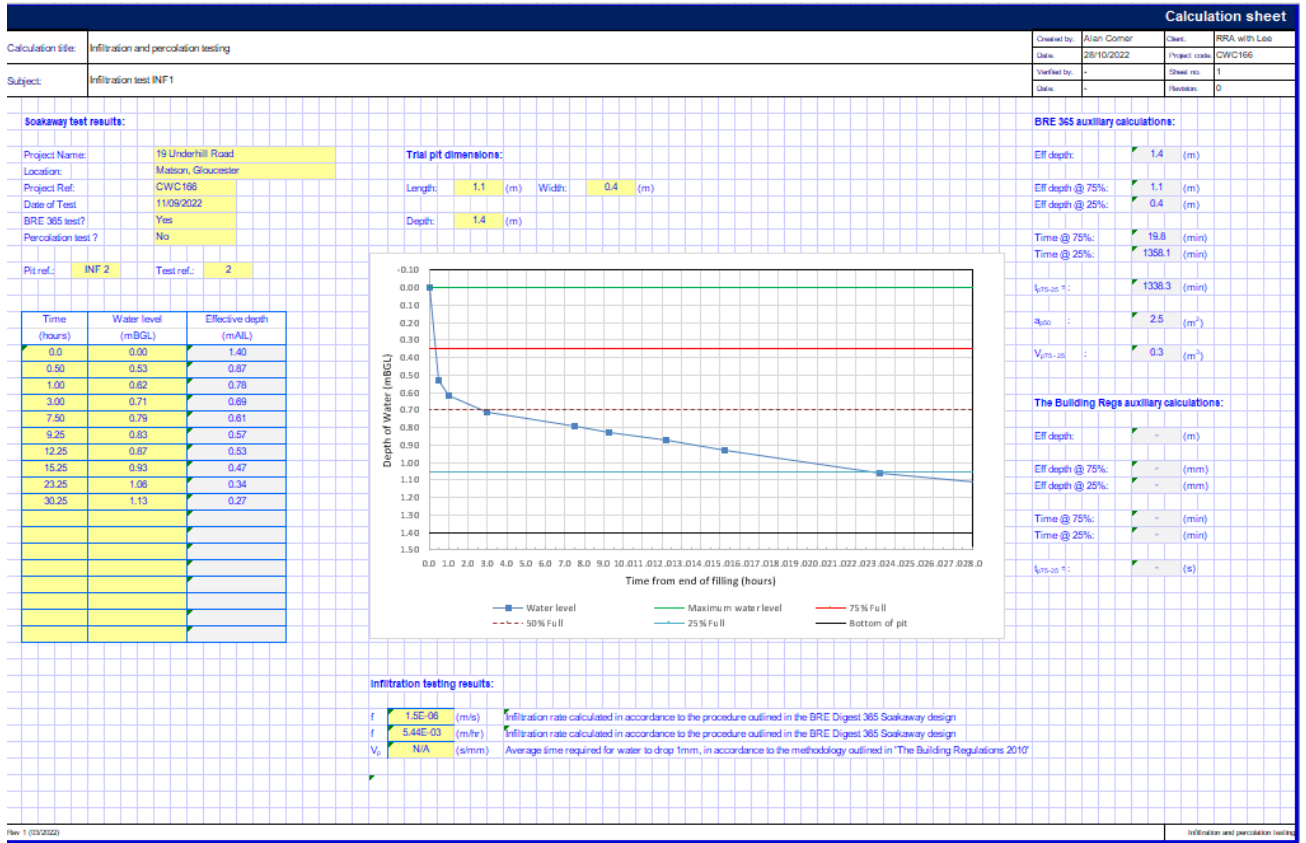 Calculation sheet
Calculation title: Infiltration and percolation testing
Created by: Alan Corner Client: RRA with Lee
Date: 28/10/2022 Project code: CWC166
Subject: Infiltration test INF1
Verified by: - Sheet no. 1
Date: - Revision: 0
Soakaway test results:
Project Name: 19 Underhill Road
Location: Matson, Gloucester
Project Ref: CWC166
Date of Test 11/09/2022
BRE 365 test? Yes
Percolation test ? No
Pit ref.: INF 2 Test ref.: 2
Trial pit dimensions:
Length: 1.1 (m) Width: 0.4 (m)
Depth: 1.4 (m)
Time Water level Effective depth
(hours) (mBGL) (mAIL)
0.0 0.00 1.40
0.50 0.53 0.87
1.00 0.62 0.78
3.00 0.71 0.69
7.50 0.79 0.61
9.25 0.83 0.57
12.25 0.87 0.53
15.25 0.93 0.47
23.25 1.06 0.34
30.25 1.13 0.27
Depth of Water (mBGL)
-0.10
0.00
0.10
0.20
0.30
0.40
0.50
0.60
0.70
0.80
0.90
1.00
1.10
1.20
1.30
1.40
1.50
0.0 1.0 2.0 3.0 4.0 5.0 6.0 7.0 8.0 9.0 10.011.012.013.014.015.016.017.018.019.020.021.022.023.024.025.026.027.028.0
Time from end of filling (hours)
Water level Maximum water level 75% Full
50% Full 25% Full Bottom of pit
BRE 365 auxiliary calculations:
Eff depth: 1.4 (m)
Eff depth @ 75%: 1.1 (m)
Eff depth @ 25%: 0.4 (m)
Time @ 75%: 19.8 (min)
Time @ 25%: 1358.1 (min)
tp75-25 = : 1338.3 (min)
ap50 : 2.5 (m²)
Vp75-25 : 0.3 (m³)
The Building Regs auxiliary calculations:
Eff depth: - (m)
Eff depth @ 75%: - (mm)
Eff depth @ 25%: - (mm)
Time @ 75%: - (min)
Time @ 25%: - (min)
tp75-25 = : - (s)
Infiltration testing results:
f 1.5E-06 (m/s) Infiltration rate calculated in accordance to the procedure outlined in the BRE Digest 365 Soakaway design
f 5.44E-03 (m/hr) Infiltration rate calculated in accordance to the procedure outlined in the BRE Digest 365 Soakaway design
Vp N/A (s/mm) Average time required for water to drop 1mm, in accordance to the methodology outlined in 'The Building Regulations 2010'
Rev 1 (03/2022)
Infiltration and percolation testing